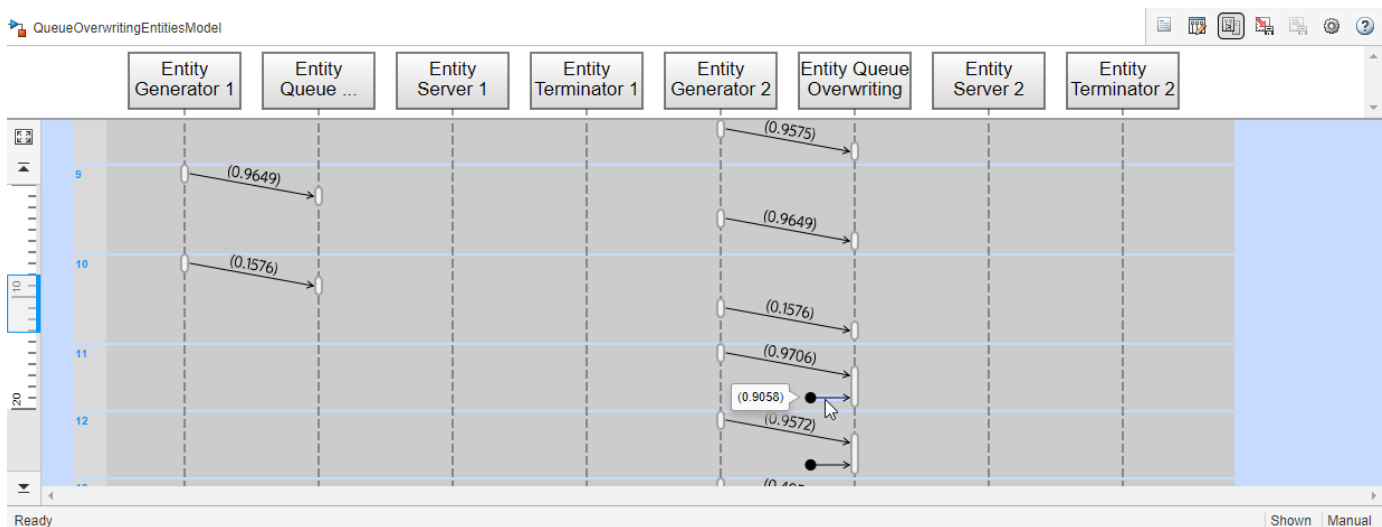 QueueOverwritingEntitiesModel
Entity
Generator 1
Entity
Queue ...
Entity
Server 1
Entity
Terminator 1
Entity
Generator 2
Entity Queue
Overwriting
Entity
Server 2
Entity
Terminator 2
(0.9575)
9
(0.9649)
(0.9649)
10
(0.1576)
10
(0.1576)
11
(0.9706)
(0.9058)
20
12
(0.9572)
Ready
Shown
Manual